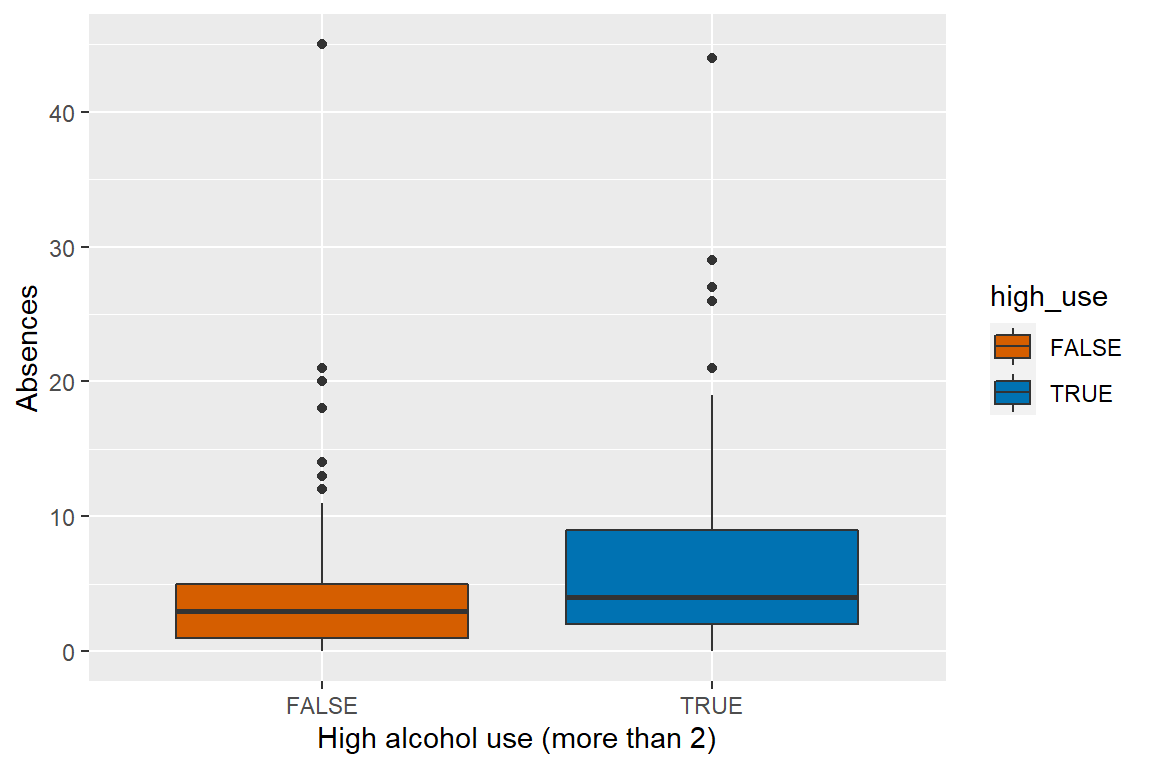 40
30
20
10
0
Absences
FALSE TRUE
High alcohol use (more than 2)
high_use
FALSE
TRUE